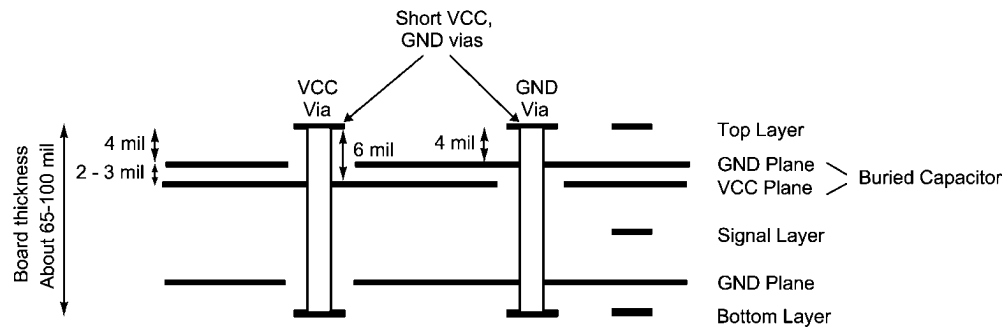 Short VCC,
GND vias
VCC
Via
GND
Via
4 mil
6 mil
4 mil
2 - 3 mil
Board thickness
About 65-100 mil
Top Layer
GND Plane
VCC Plane
Buried Capacitor
Signal Layer
GND Plane
Bottom Layer